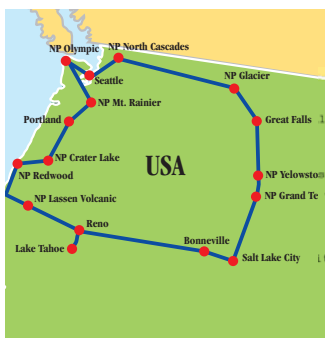 NP Olympic
NP North Cascades
Seattle
NP Glacier
NP Mt. Rainier
Portland
Great Falls
NP Crater Lake
USA
NP Redwood
NP Yelowston
NP Grand Te
NP Lassen Volcanic
Reno
Lake Tahoe
Bonneville
Salt Lake City